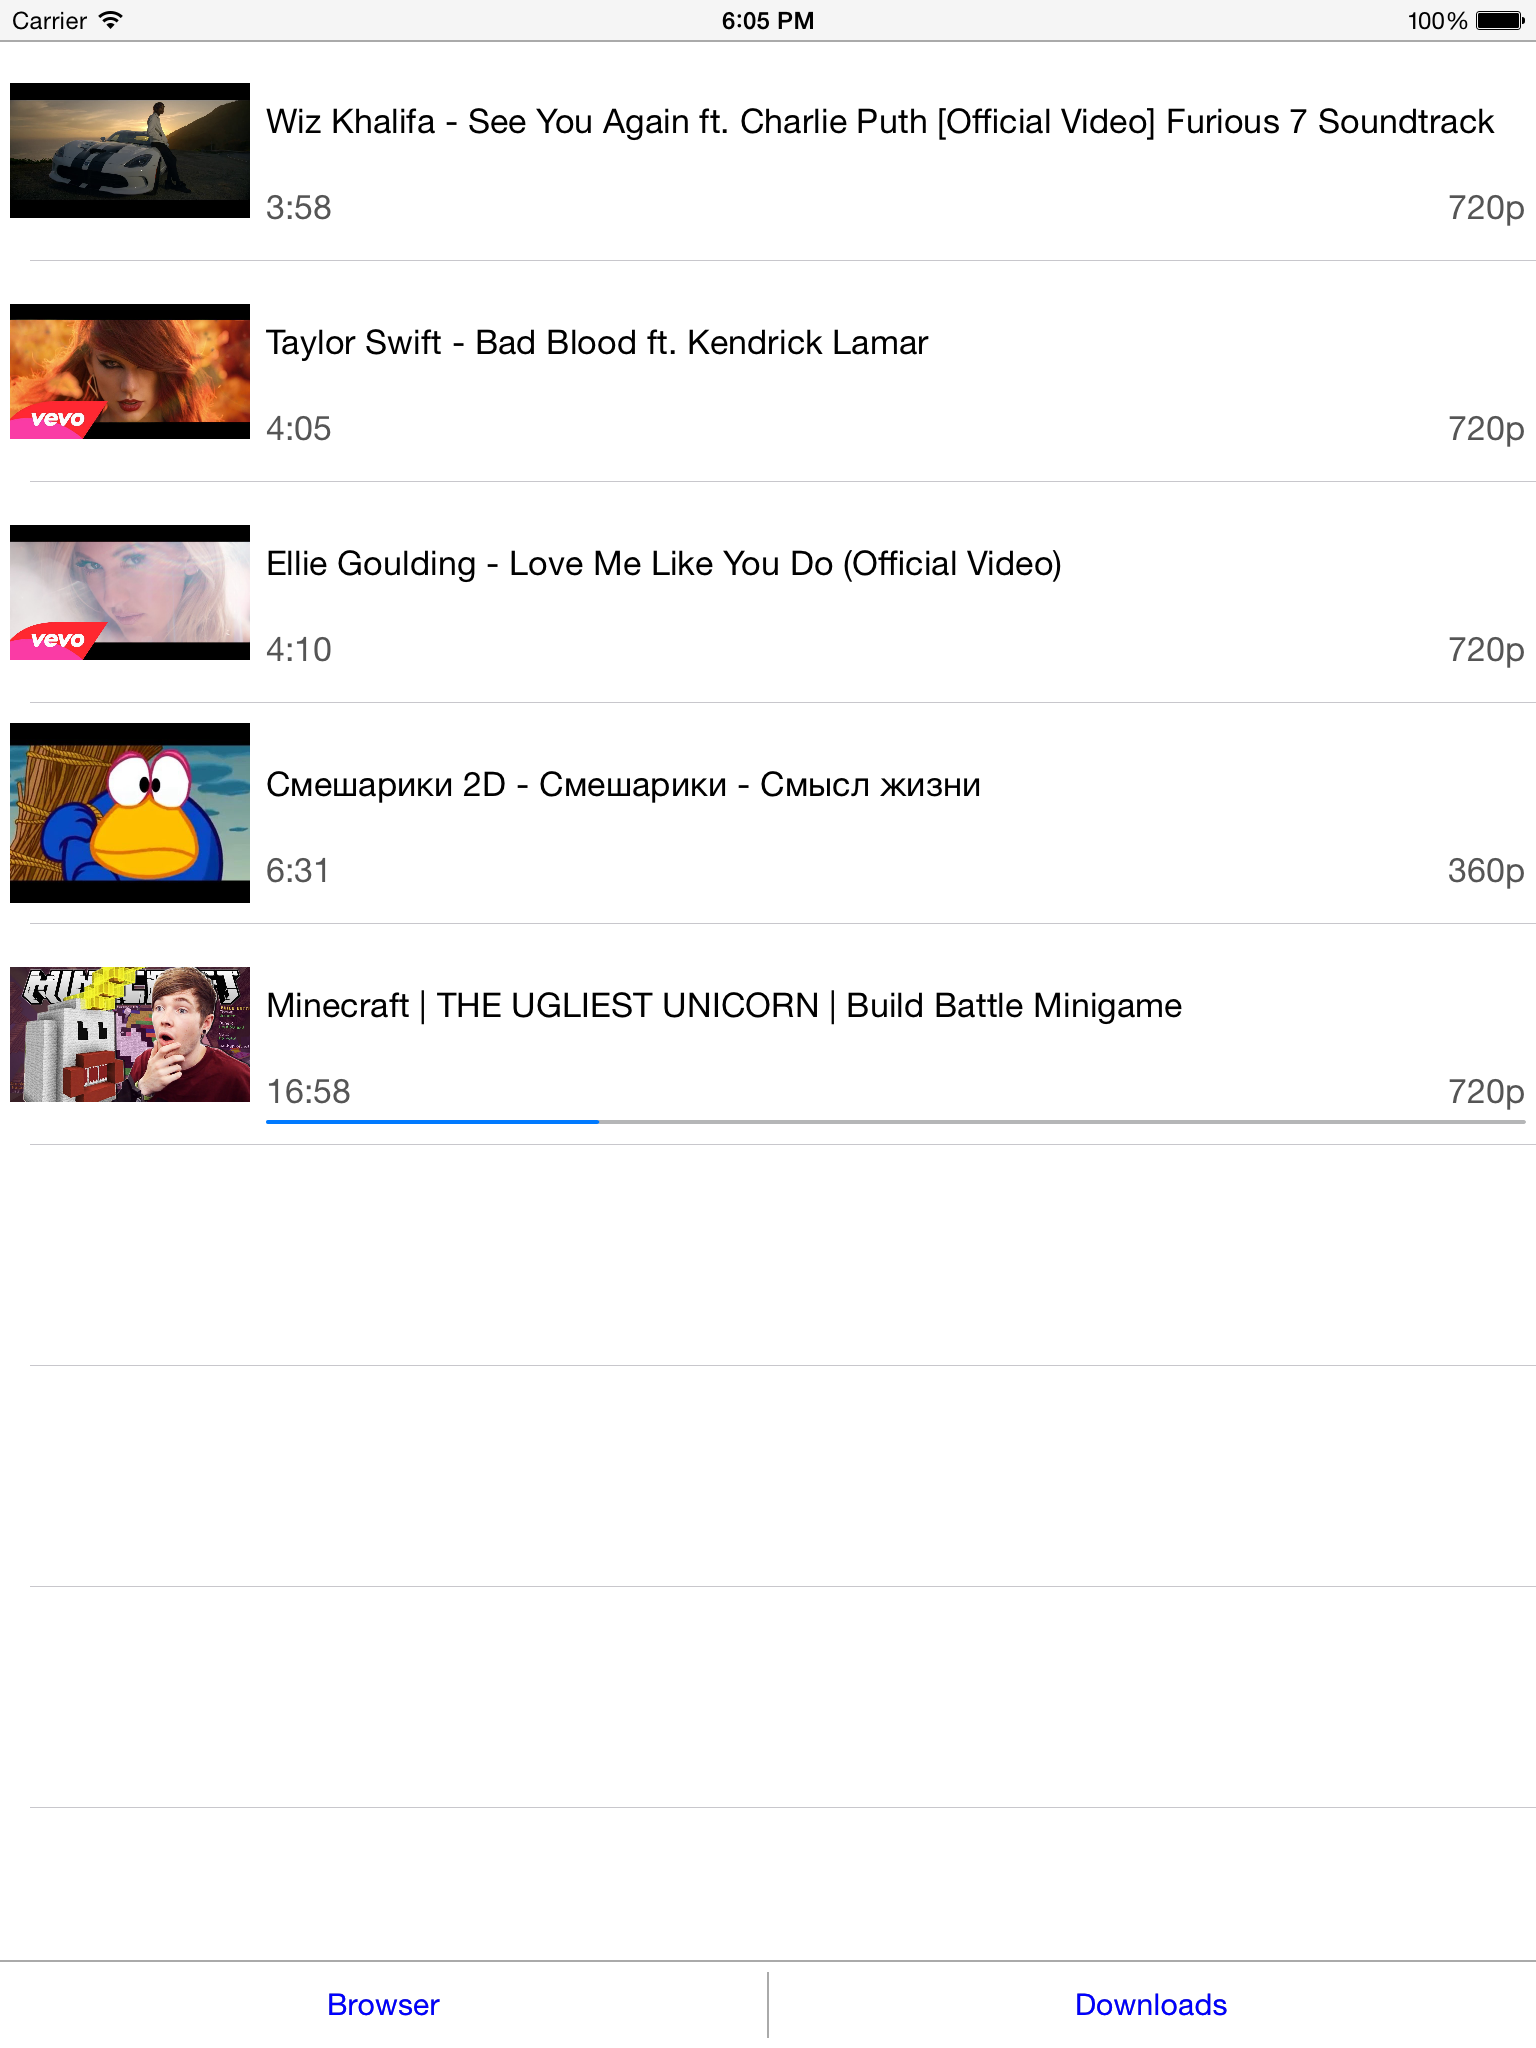 Carrier 6:05 PM 100%
Wiz Khalifa - See You Again ft. Charlie Puth [Official Video] Furious 7 Soundtrack
3:58 720p
Taylor Swift - Bad Blood ft. Kendrick Lamar
vevo
4:05 720p
Ellie Goulding - Love Me Like You Do (Official Video)
vevo
4:10 720p
Смешарики 2D - Смешарики - Смысл жизни
6:31 360p
Minecraft | THE UGLIEST UNICORN | Build Battle Minigame
16:58 720p
Browser Downloads